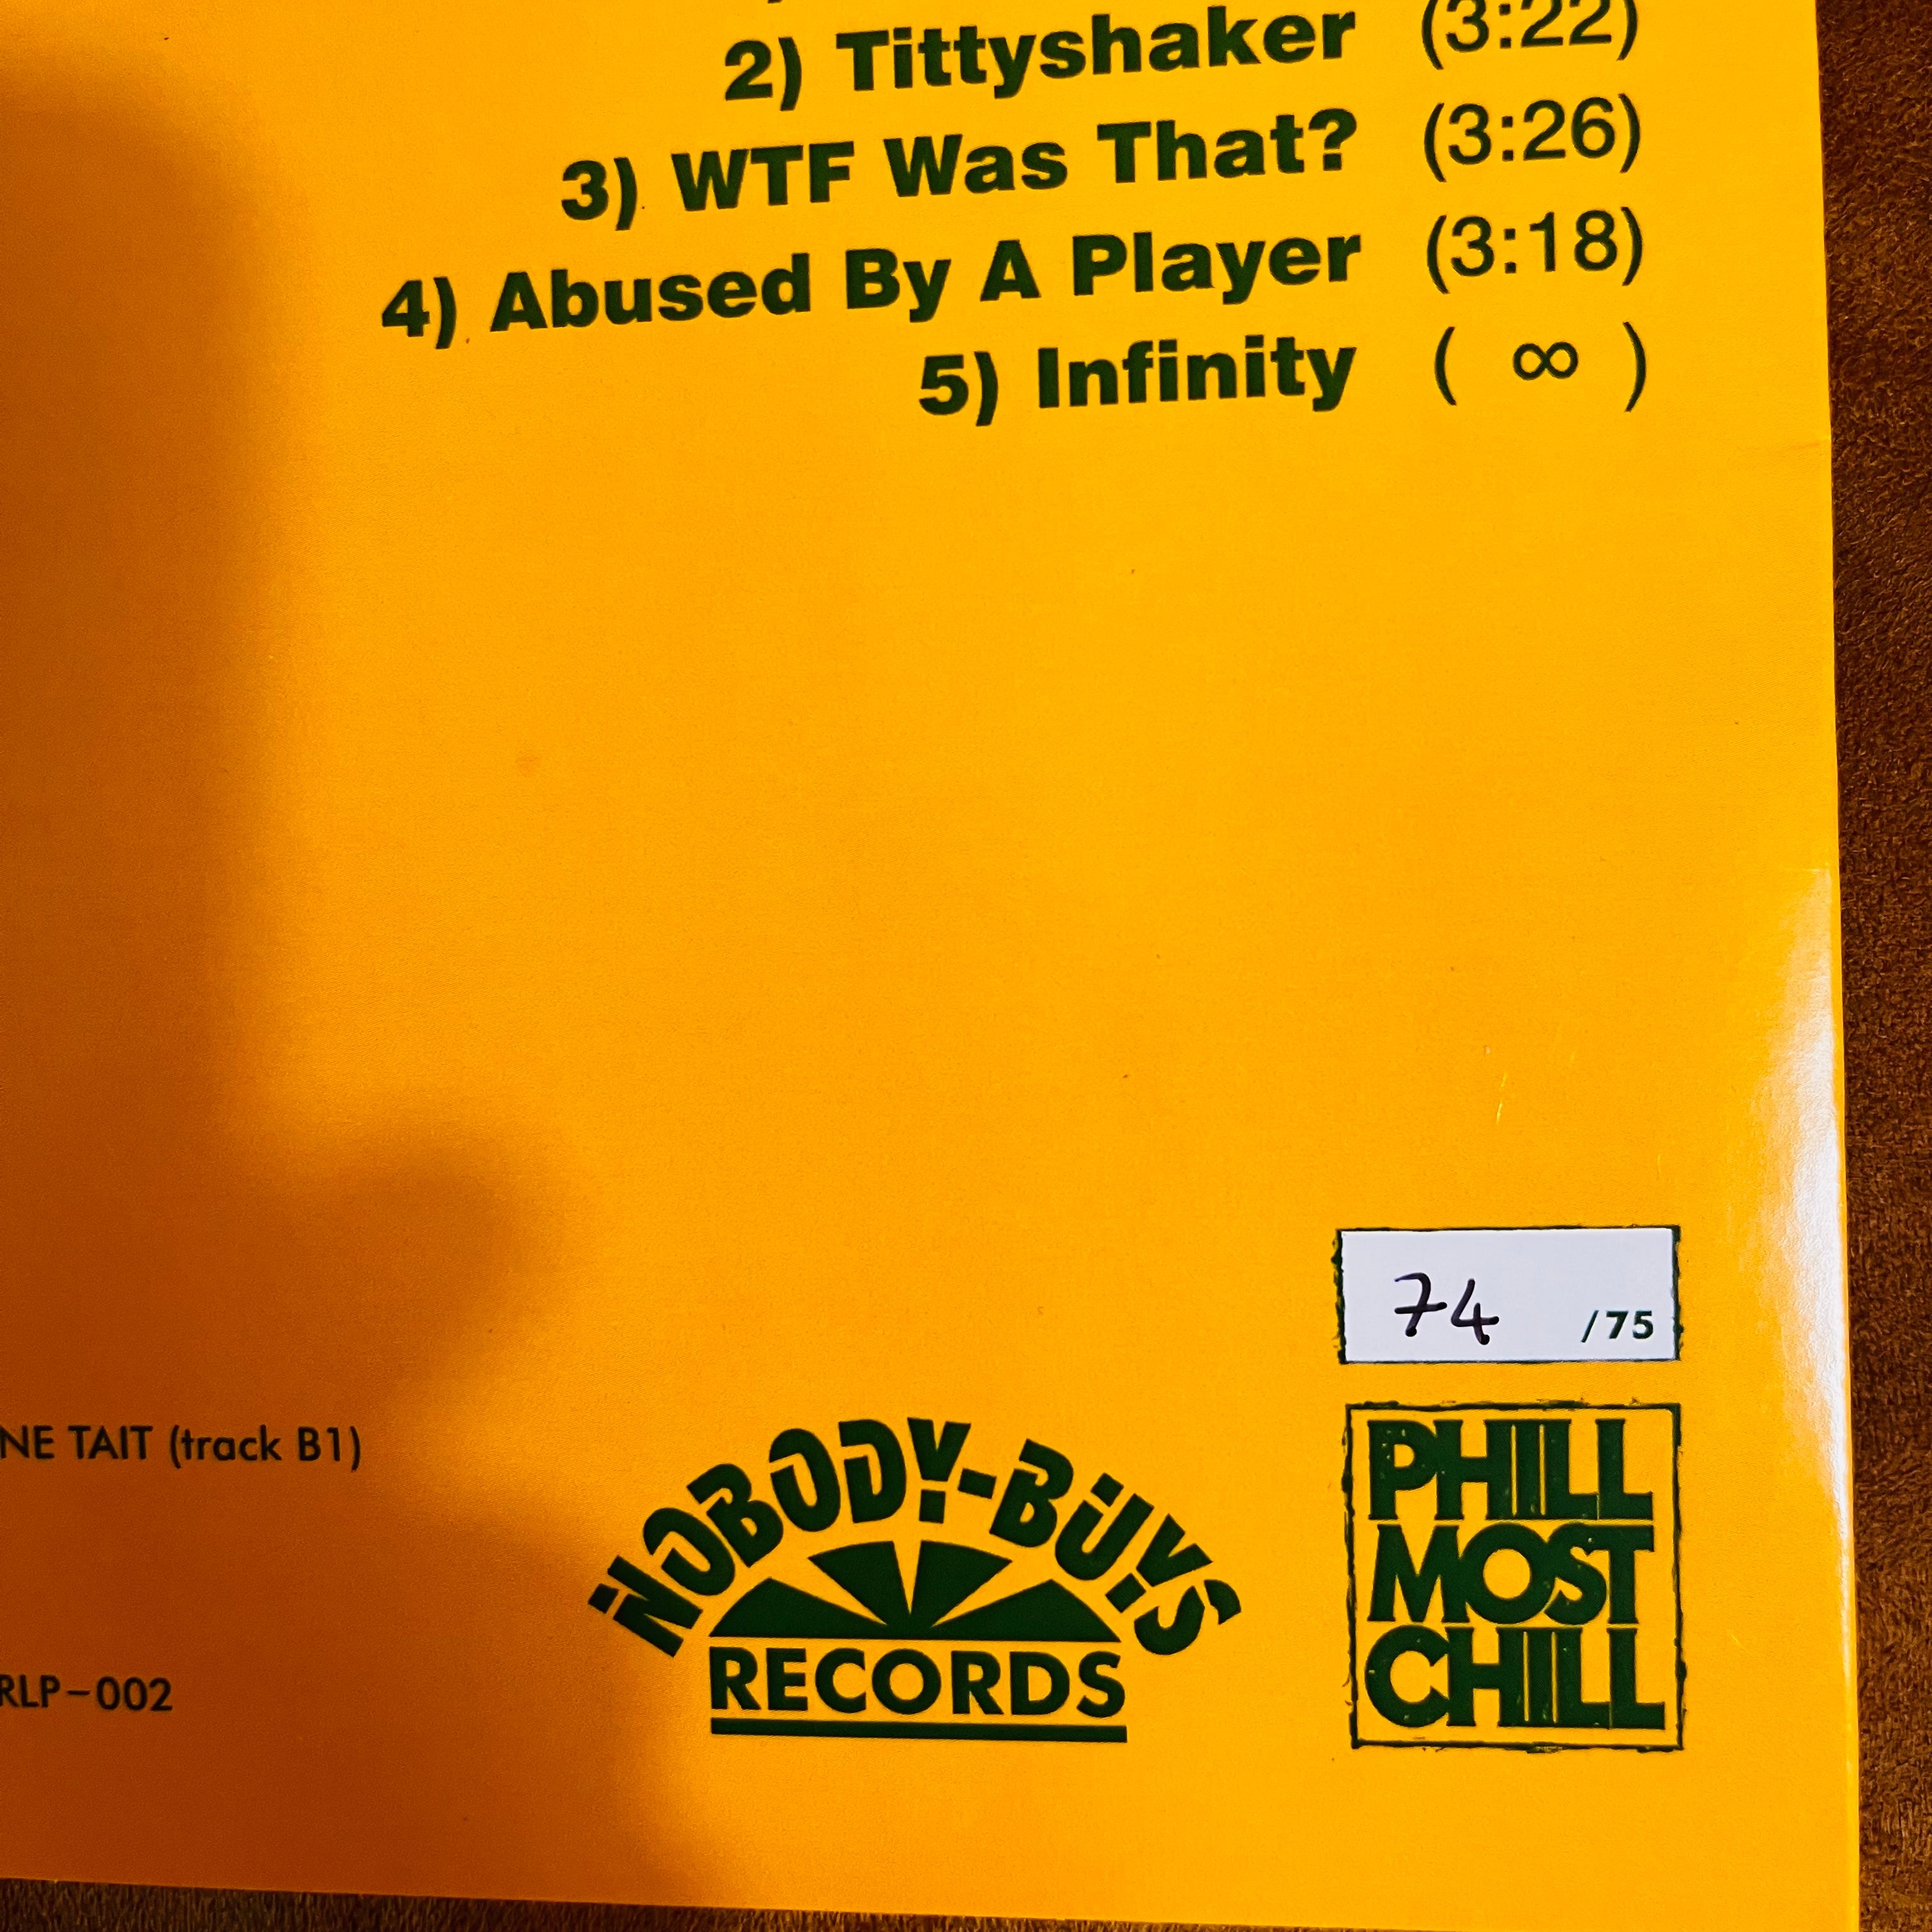 2) Tittyshaker (3:22)
3) WTF Was That? (3:26)
4) Abused By A Player (3:18)
5) Infinity ( ∞ )
74 /75
NE TAIT (track B1)
NOBODY-BUYS
RECORDS
PHILL
MOST
CHILL
RLP-002